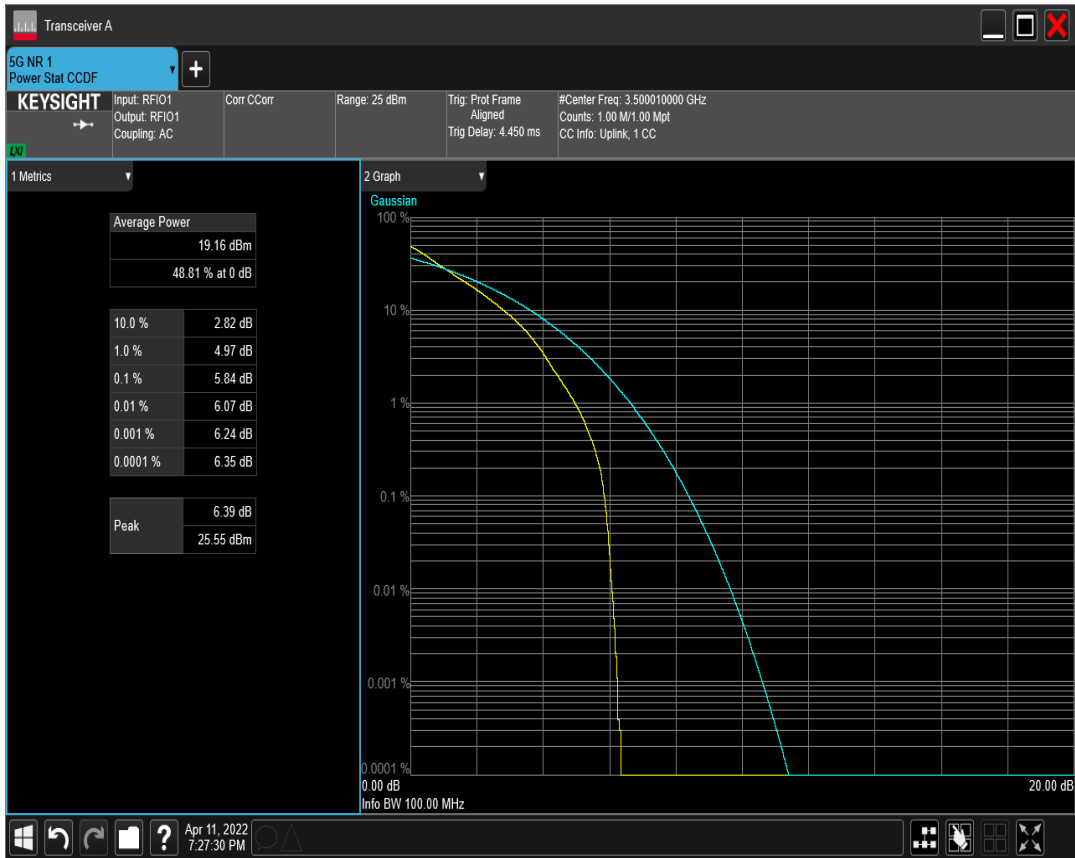 Transceiver A
5G NR 1
Power Stat CCDF
+
KEYSIGHT
LXI
Input: RFIO1
Output: RFIO1
Coupling: AC
Corr CCorr
Range: 25 dBm
Trig: Prot Frame
Aligned
Trig Delay: 4.450 ms
#Center Freq: 3.500010000 GHz
Counts: 1.00 M/1.00 Mpt
CC Info: Uplink, 1 CC
1 Metrics
Average Power
19.16 dBm
48.81 % at 0 dB
10.0 % 2.82 dB
1.0 % 4.97 dB
0.1 % 5.84 dB
0.01 % 6.07 dB
0.001 % 6.24 dB
0.0001 % 6.35 dB
Peak
6.39 dB
25.55 dBm
2 Graph
Gaussian
100 %
10 %
1 %
0.1 %
0.01 %
0.001 %
0.0001 %
0.00 dB 20.00 dB
Info BW 100.00 MHz
?
Apr 11, 2022
7:27:30 PM